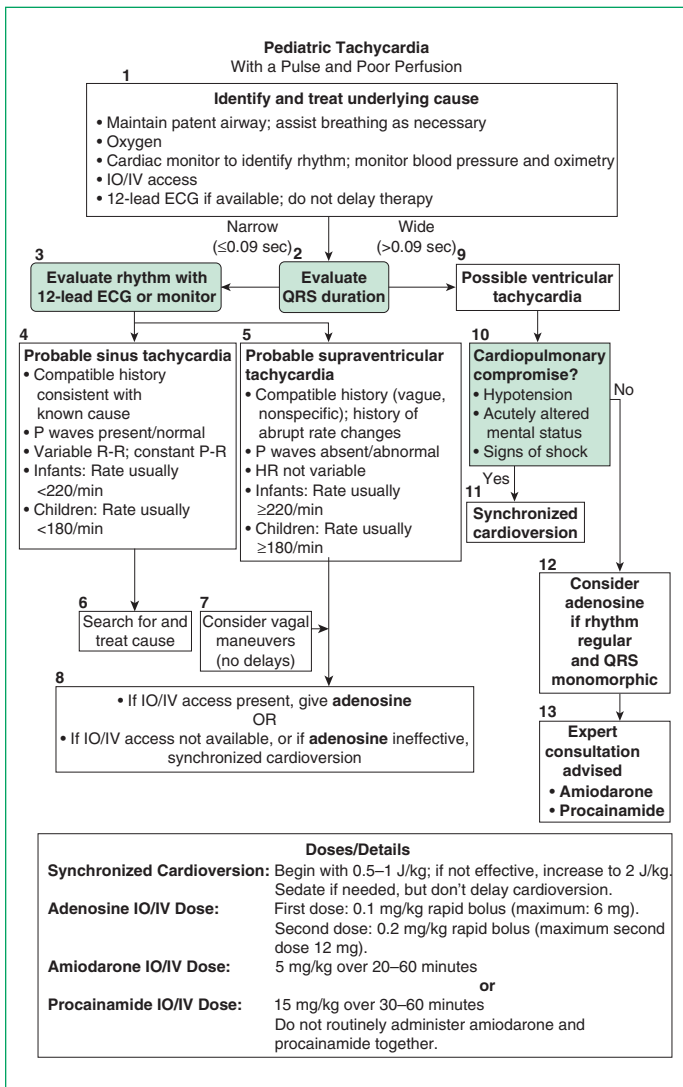 Pediatric Tachycardia
With a Pulse and Poor Perfusion
1
Identify and treat underlying cause
• Maintain patent airway; assist breathing as necessary
• Oxygen
• Cardiac monitor to identify rhythm; monitor blood pressure and oximetry
• IO/IV access
• 12-lead ECG if available; do not delay therapy
Narrow
(≤0.09 sec)
Wide
(>0.09 sec)
3
Evaluate rhythm with
12-lead ECG or monitor
2
Evaluate
QRS duration
9
Possible ventricular
tachycardia
4
Probable sinus tachycardia
• Compatible history
consistent with
known cause
• P waves present/normal
• Variable R-R; constant P-R
• Infants: Rate usually
<220/min
• Children: Rate usually
<180/min
5
Probable supraventricular
tachycardia
• Compatible history (vague,
nonspecific); history of
abrupt rate changes
• P waves absent/abnormal
• HR not variable
• Infants: Rate usually
≥220/min
• Children: Rate usually
≥180/min
10
Cardiopulmonary
compromise?
• Hypotension
• Acutely altered
mental status
• Signs of shock
No
Yes
11
Synchronized
cardioversion
6
Search for and
treat cause
7
Consider vagal
maneuvers
(no delays)
8
• If IO/IV access present, give adenosine
OR
• If IO/IV access not available, or if adenosine ineffective,
synchronized cardioversion
12
Consider
adenosine
if rhythm
regular
and QRS
monomorphic
13
Expert
consultation
advised
• Amiodarone
• Procainamide
Doses/Details
Synchronized Cardioversion: Begin with 0.5–1 J/kg; if not effective, increase to 2 J/kg.
Sedate if needed, but don't delay cardioversion.
Adenosine IO/IV Dose: First dose: 0.1 mg/kg rapid bolus (maximum: 6 mg).
Second dose: 0.2 mg/kg rapid bolus (maximum second
dose 12 mg).
Amiodarone IO/IV Dose: 5 mg/kg over 20–60 minutes
or
Procainamide IO/IV Dose: 15 mg/kg over 30–60 minutes
Do not routinely administer amiodarone and
procainamide together.